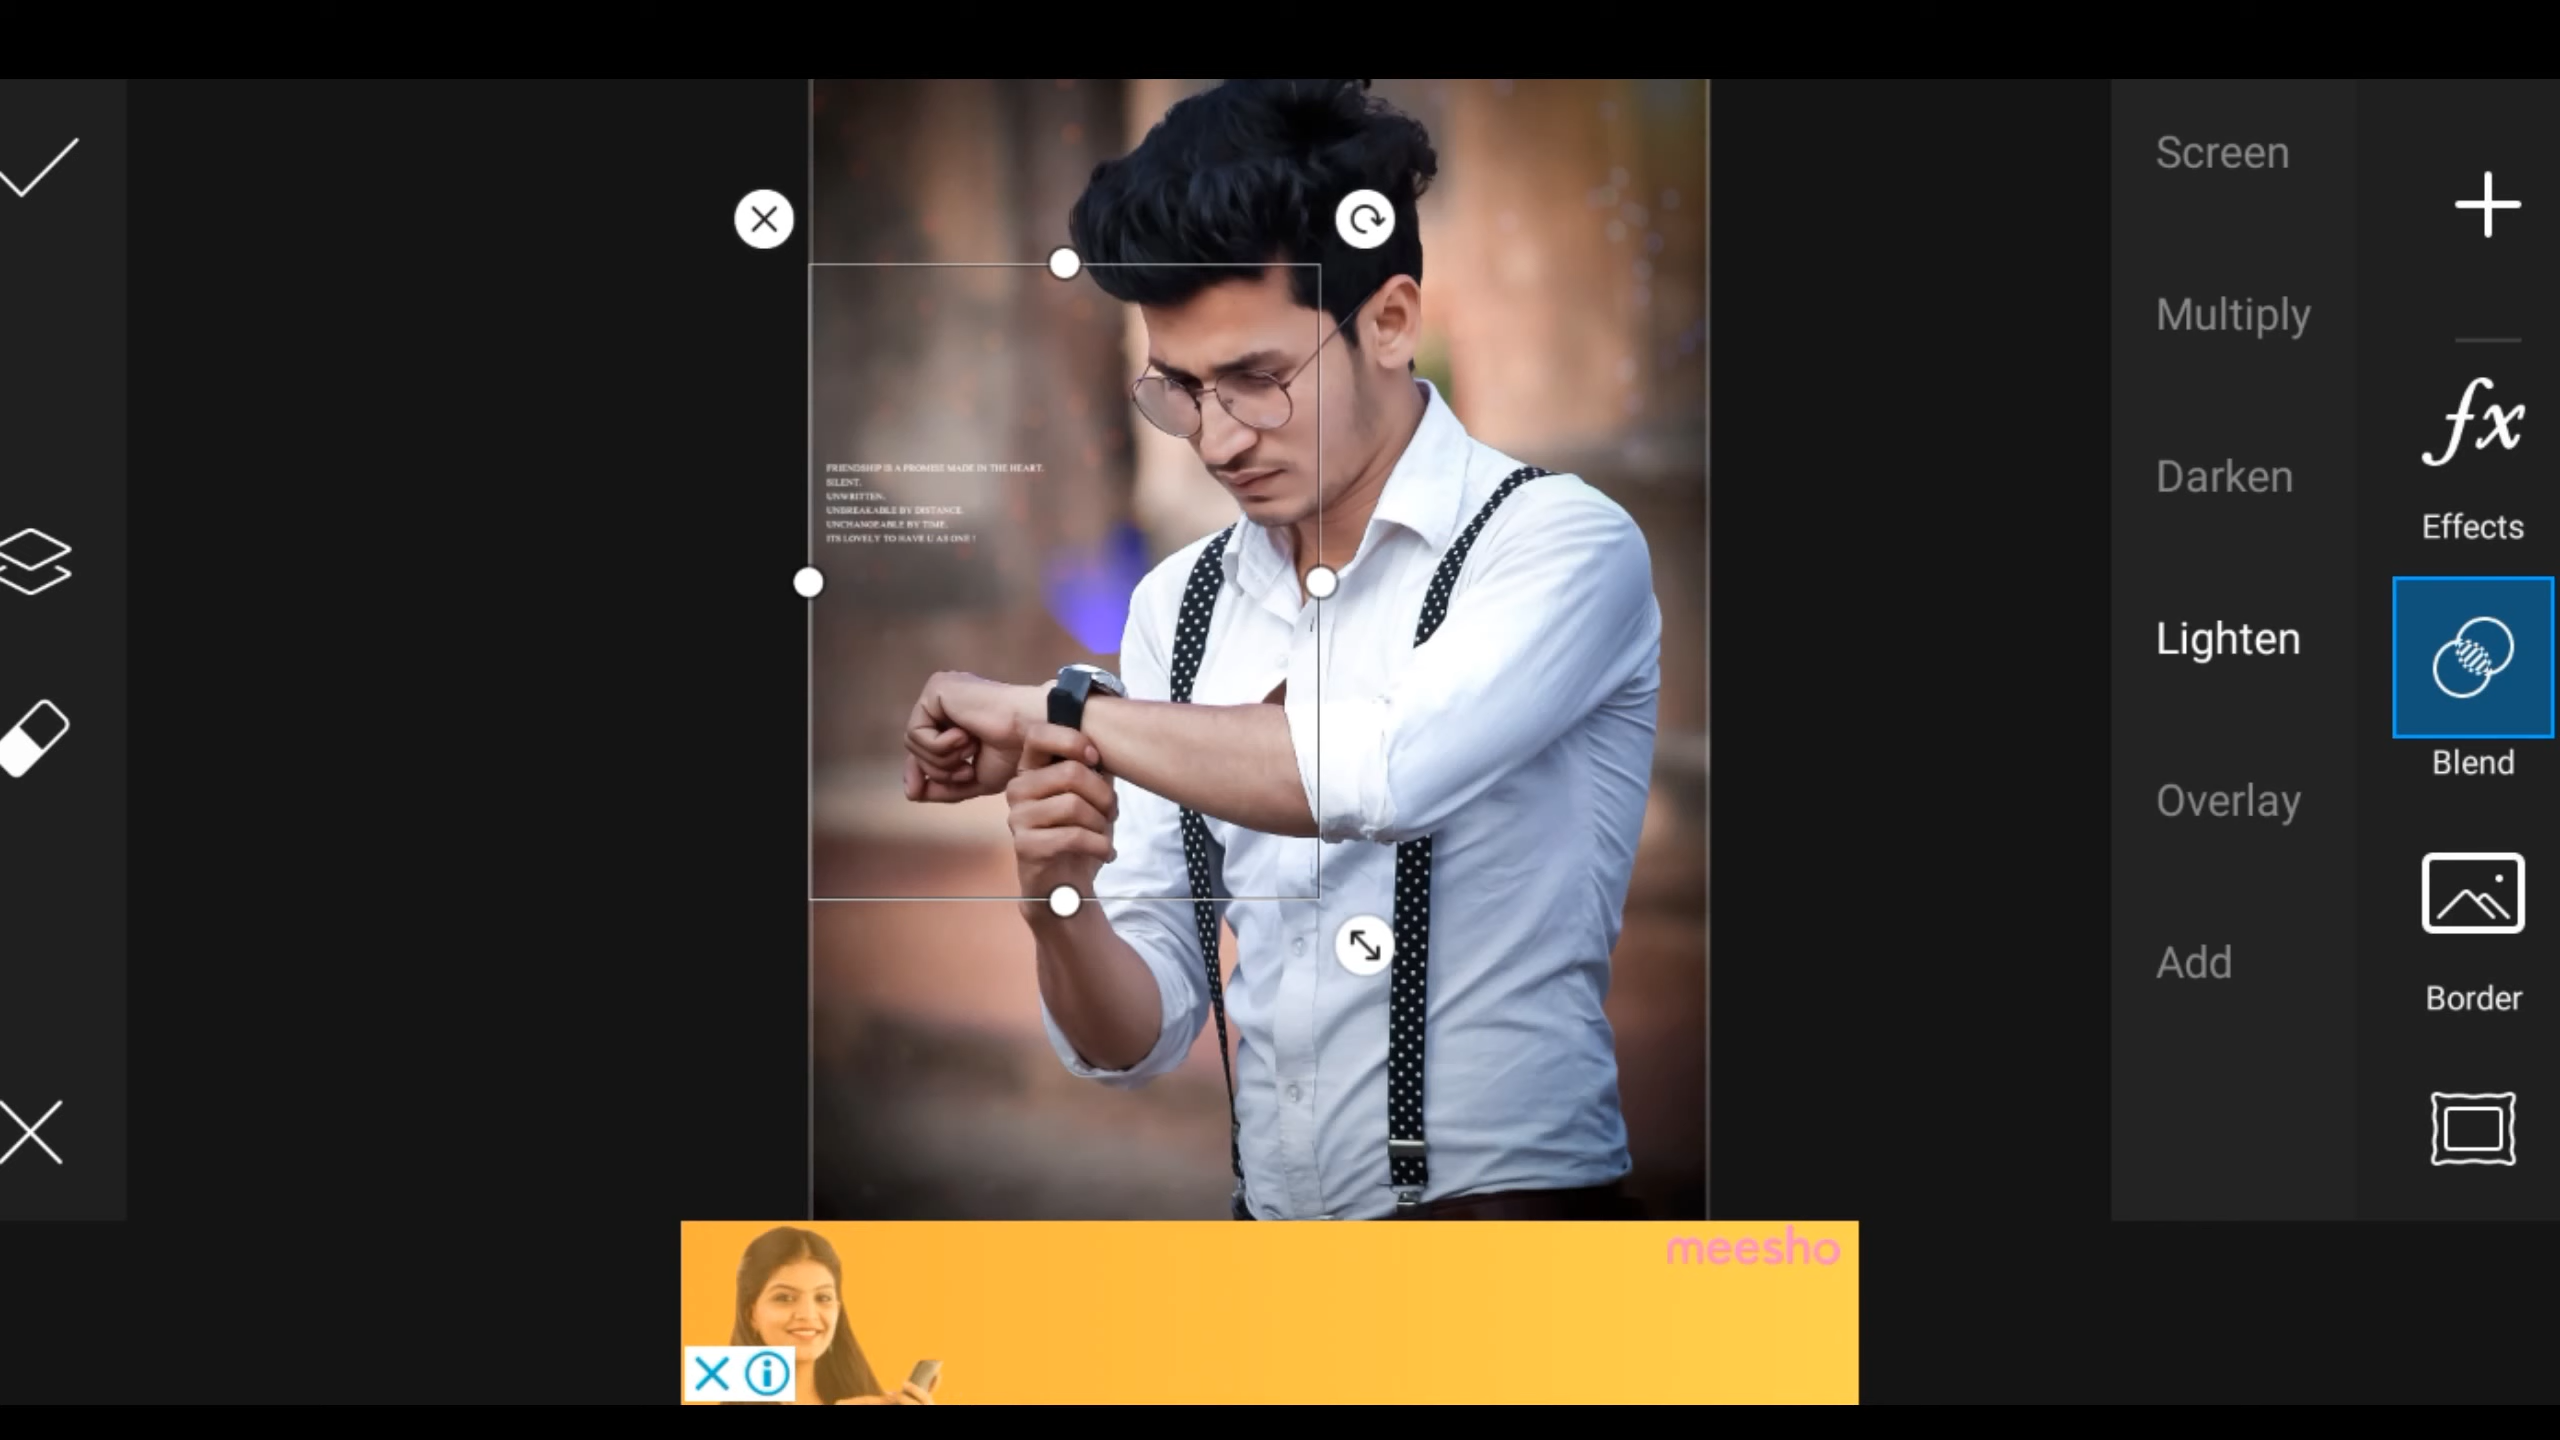 Screen
Multiply
Darken
Lighten
Overlay
Add
fx
Effects
Blend
Border
FRIENDSHIP IS A PROMISE MADE IN THE HEART.
SILENT.
UNWRITTEN.
UNBREAKABLE BY DISTANCE.
UNCHANGEABLE BY TIME.
ITS LOVELY TO HAVE U AS ONE !
meesho